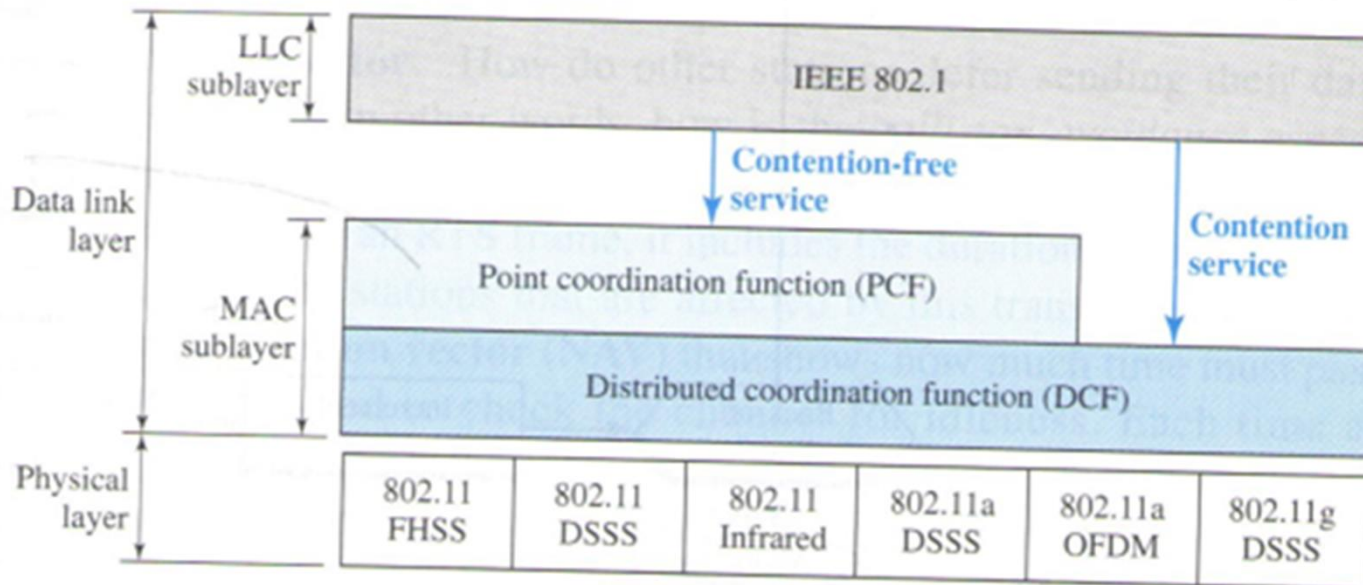 LLC
sublayer
IEEE 802.1
Contention-free
service
Data link
layer
Contention
service
Point coordination function (PCF)
MAC
sublayer
Distributed coordination function (DCF)
Physical
layer
802.11
FHSS
802.11
DSSS
802.11
Infrared
802.11a
DSSS
802.11a
OFDM
802.11g
DSSS